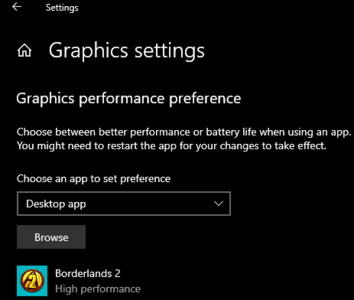 Settings
Graphics settings
Graphics performance preference
Choose between better performance or battery life when using an app.
You might need to restart the app for your changes to take effect.
Choose an app to set preference
Desktop app
Browse
Borderlands 2
High performance